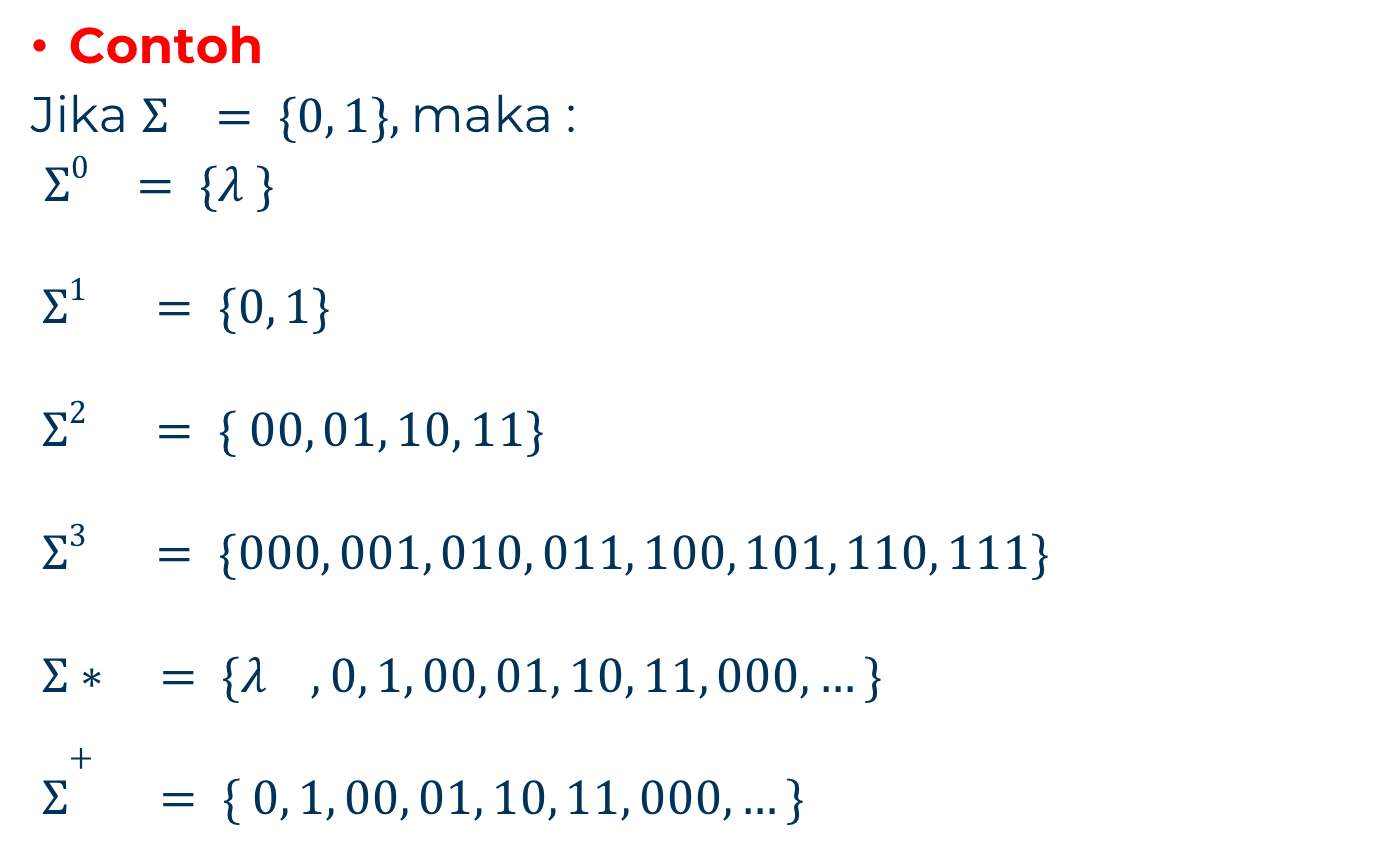 • Contoh
Jika Σ = {0, 1}, maka :
Σ⁰ = {λ }
Σ¹ = {0, 1}
Σ² = { 00, 01, 10, 11}
Σ³ = {000, 001, 010, 011, 100, 101, 110, 111}
Σ ∗ = {λ , 0, 1, 00, 01, 10, 11, 000, … }
Σ⁺ = { 0, 1, 00, 01, 10, 11, 000, … }